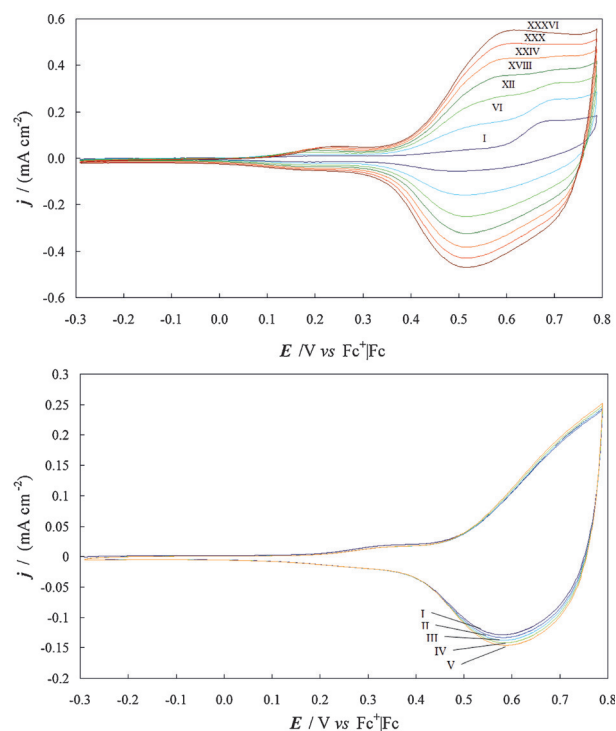 0.6
0.4
0.2
0.0
0.2
-0.4
0.6
j / (mA cm-2)
XXXVI
XXX
XXIV
XVIII
XII
VI
I
-0.3 -0.2 -0.1 0.0 0.1 0.2 0.3 0.4 0.5 0.6 0.7 0.8
E /V vs Fc+|Fc
0.3
0.25
0.2
0.15
0.1
0.05
0
-0.05
-0.1
-0.15
-0.2
j / (mA cm-2)
I
II
III
IV
V
-0.3 -0.2 -0.1 0.0 0.1 0.2 0.3 0.4 0.5 0.6 0.7 0.8
E / V vs Fc+|Fc